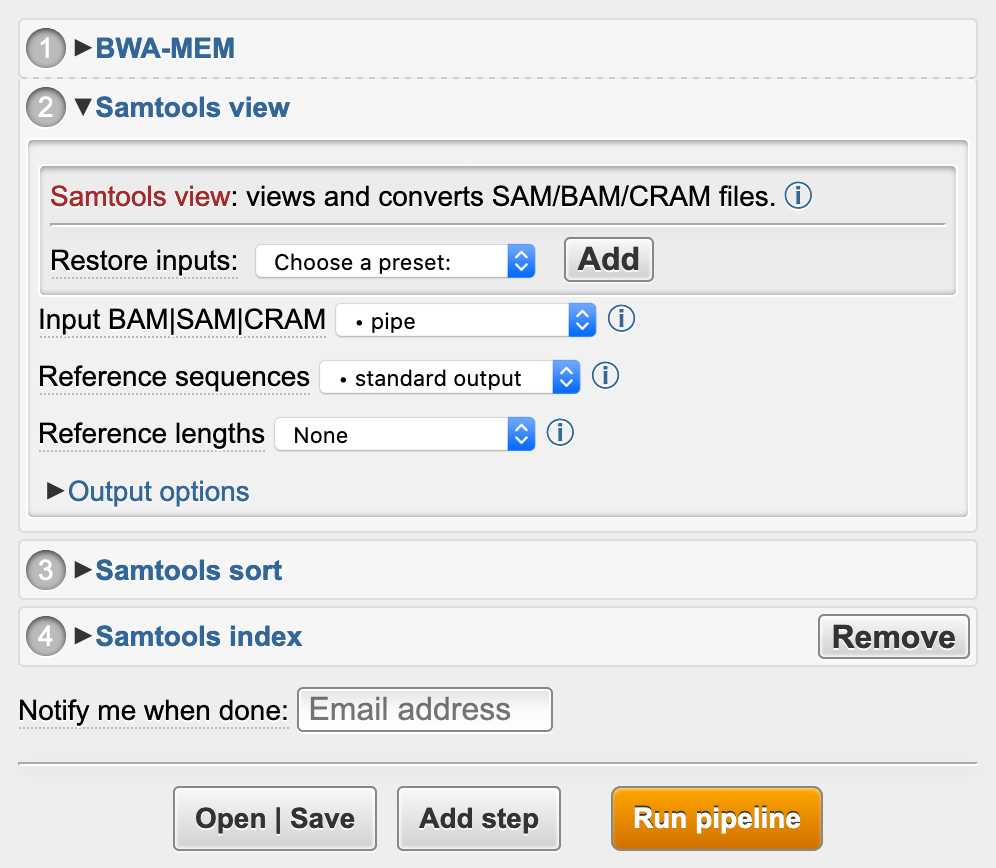 1 ▶BWA-MEM
2 ▼Samtools view
Samtools view: views and converts SAM/BAM/CRAM files. ⓘ
Restore inputs: Choose a preset: Add
Input BAM|SAM|CRAM • pipe ⓘ
Reference sequences • standard output ⓘ
Reference lengths None ⓘ
▶Output options
3 ▶Samtools sort
4 ▶Samtools index Remove
Notify me when done: Email address
Open | Save Add step Run pipeline